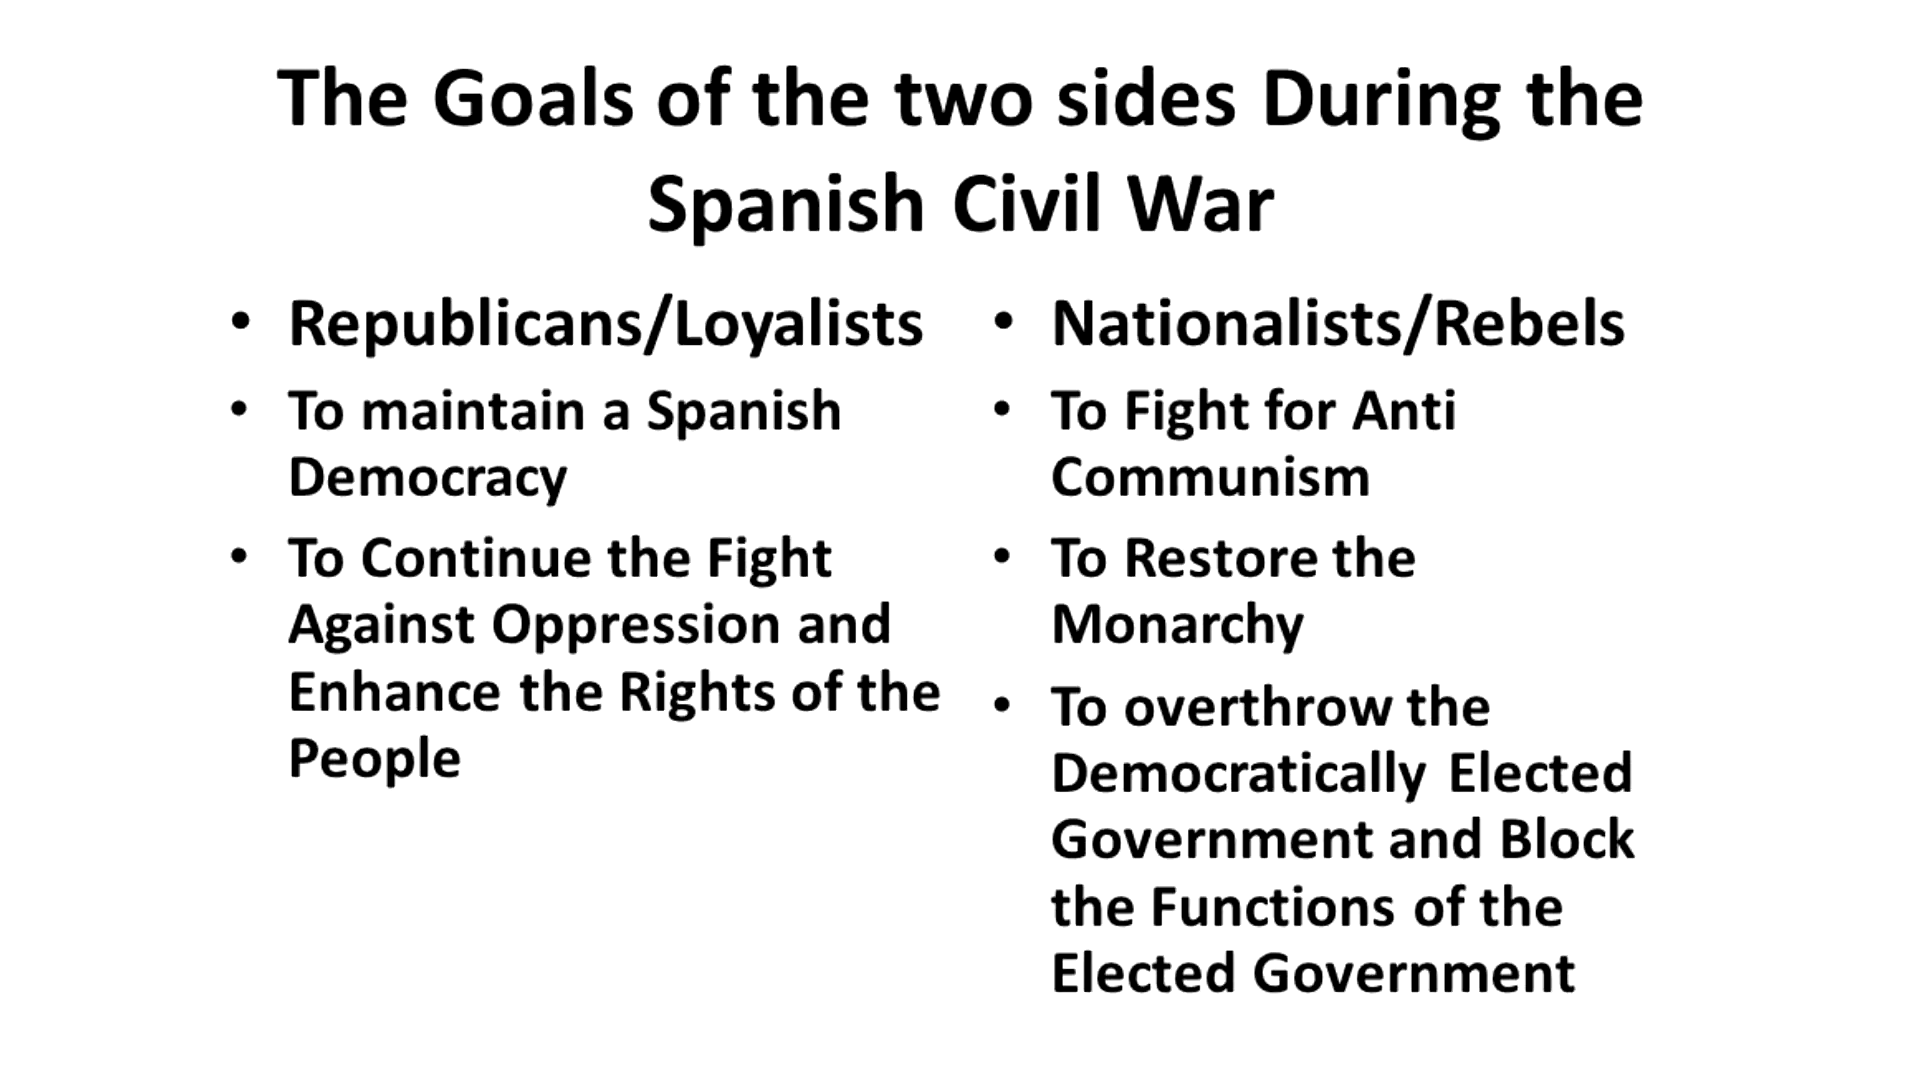 The Goals of the two sides During the
Spanish Civil War
• Republicans/Loyalists
• To maintain a Spanish
Democracy
• To Continue the Fight
Against Oppression and
Enhance the Rights of the
People
• Nationalists/Rebels
• To Fight for Anti
Communism
• To Restore the
Monarchy
• To overthrow the
Democratically Elected
Government and Block
the Functions of the
Elected Government